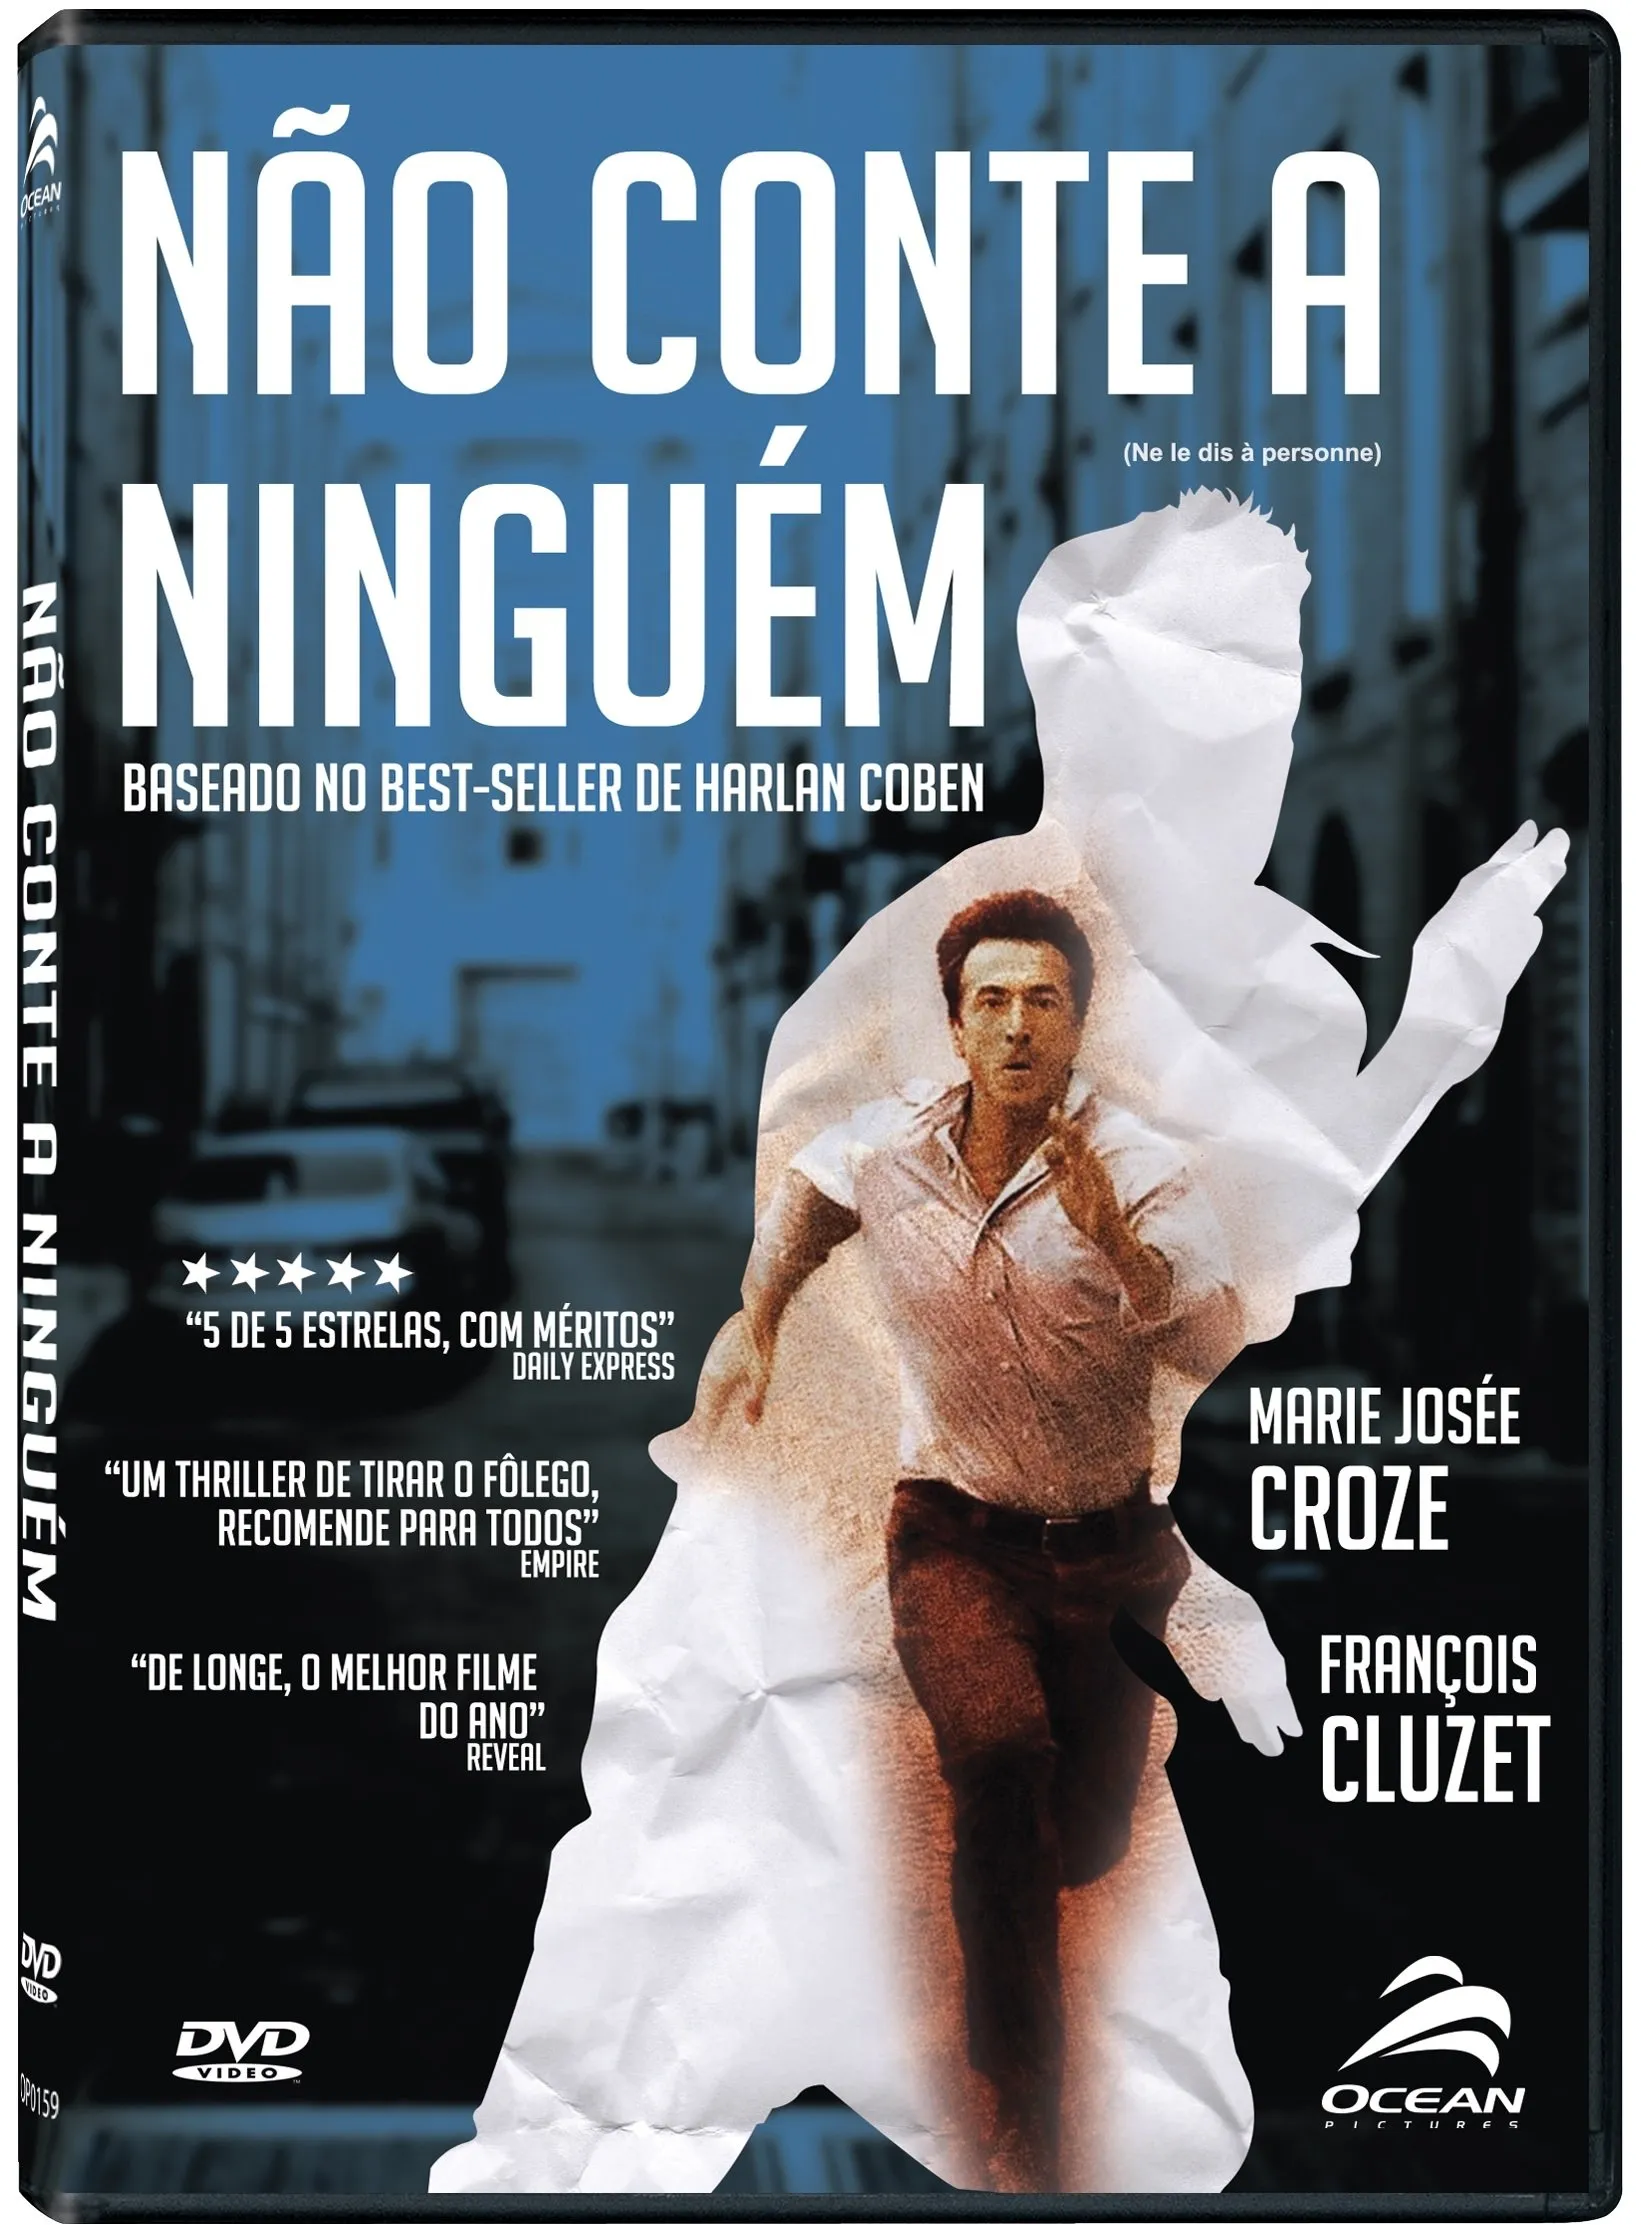 NÃO CONTE A
NINGUÉM
(Ne le dis à personne)
BASEADO NO BEST-SELLER DE HARLAN COBEN
“5 DE 5 ESTRELAS, COM MÉRITOS”
DAILY EXPRESS
“UM THRILLER DE TIRAR O FÔLEGO,
RECOMENDE PARA TODOS”
EMPIRE
“DE LONGE, O MELHOR FILME
DO ANO”
REVEAL
MARIE JOSÉE
CROZE
FRANÇOIS
CLUZET
DVD
VIDEO
OCEAN
PICTURES
OCEAN
PICTURES
NÃO CONTE A NINGUÉM
DVD
VIDEO
OP0159